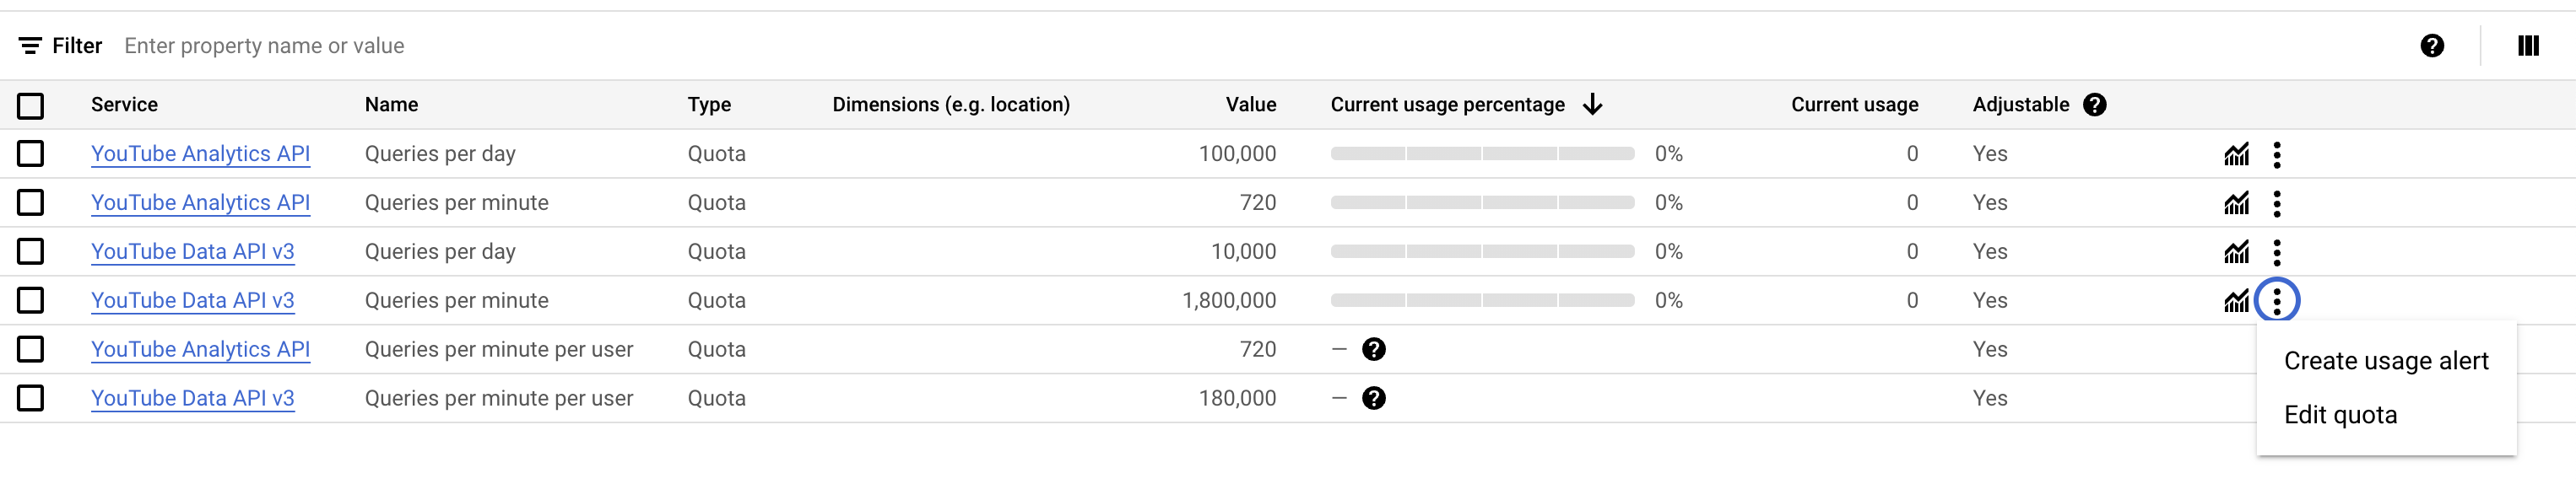 Filter Enter property name or value
Service Name Type Dimensions (e.g. location) Value Current usage percentage Current usage Adjustable
YouTube Analytics API Queries per day Quota 100,000 0% 0 Yes
YouTube Analytics API Queries per minute Quota 720 0% 0 Yes
YouTube Data API v3 Queries per day Quota 10,000 0% 0 Yes
YouTube Data API v3 Queries per minute Quota 1,800,000 0% 0 Yes
YouTube Analytics API Queries per minute per user Quota 720 — Yes
YouTube Data API v3 Queries per minute per user Quota 180,000 — Yes
Create usage alert
Edit quota